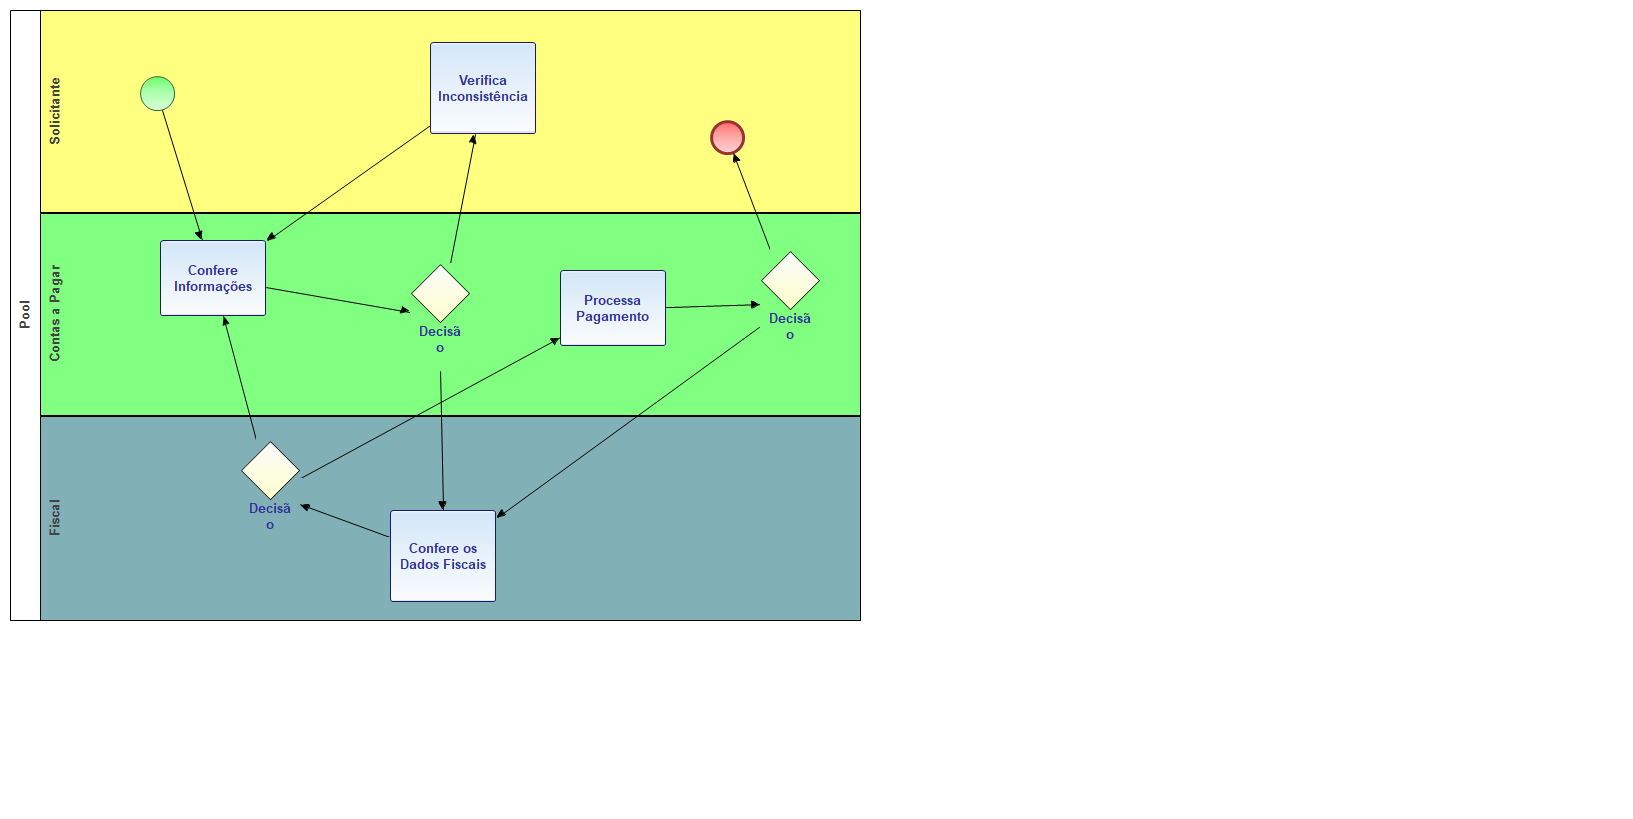 Pool
Solicitante
Verifica
Inconsistência
Contas a Pagar
Confere
Informações
Decisã
o
Processa
Pagamento
Decisã
o
Fiscal
Decisã
o
Confere os
Dados Fiscais